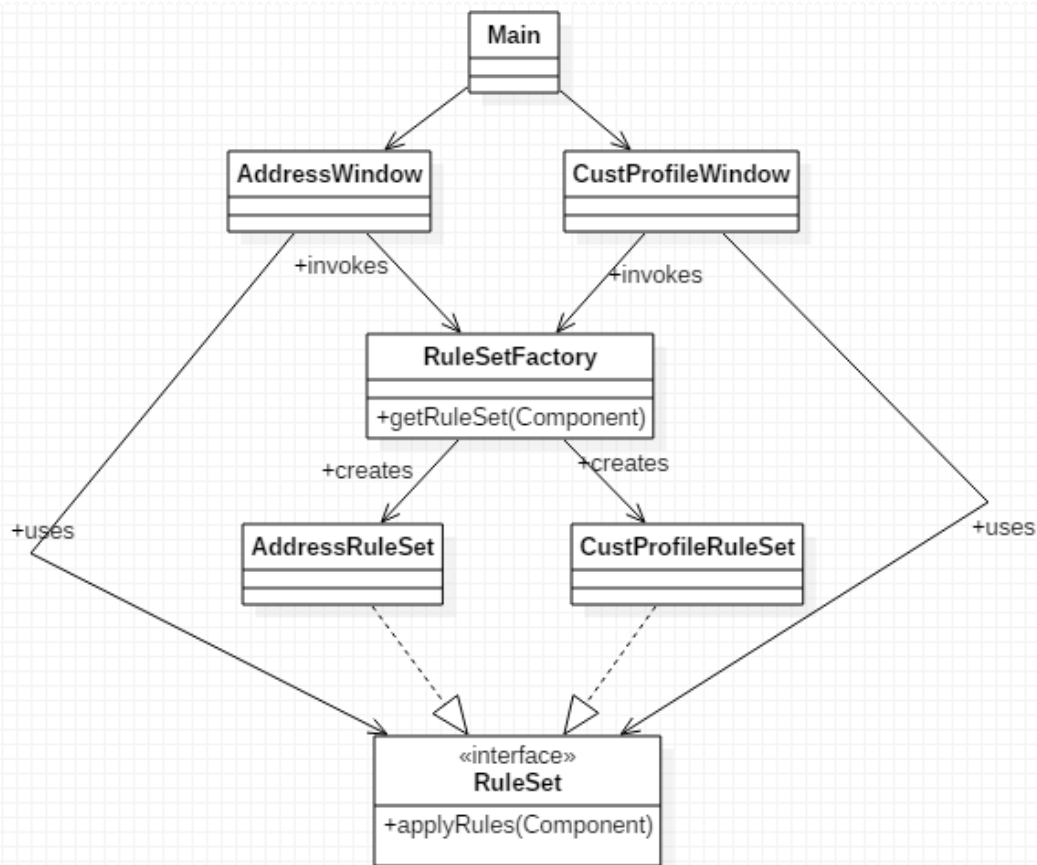 Main
AddressWindow
CustProfileWindow
+invokes
+invokes
RuleSetFactory
+getRuleSet(Component)
+creates
+creates
+uses
+uses
AddressRuleSet
CustProfileRuleSet
«interface»
RuleSet
+applyRules(Component)